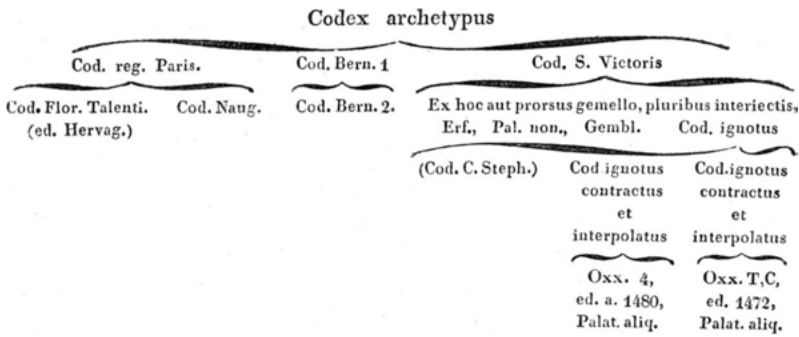 Codex archetypus
Cod. reg. Paris. Cod. Bern. 1 Cod. S. Victoris
Cod. Flor. Talenti. Cod. Naug. Cod. Bern. 2. Ex hoc aut prorsus gemello, pluribus interiectis,
(ed. Hervag.) Erf., Pal. non., Gembl. Cod. ignotus
(Cod. C. Steph.) Cod ignotus Cod.ignotus
contractus contractus
et et
interpolatus interpolatus
Oxx. 4, Oxx. T,C,
ed. a. 1480, ed. 1472,
Palat. aliq. Palat. aliq.